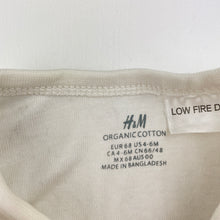 H&M
ORGANIC COTTON
EUR 68 US 4-6M
CA 4-6M CN 66/48
MX 68 AUS 00
MADE IN BANGLADESH
LOW FIRE D